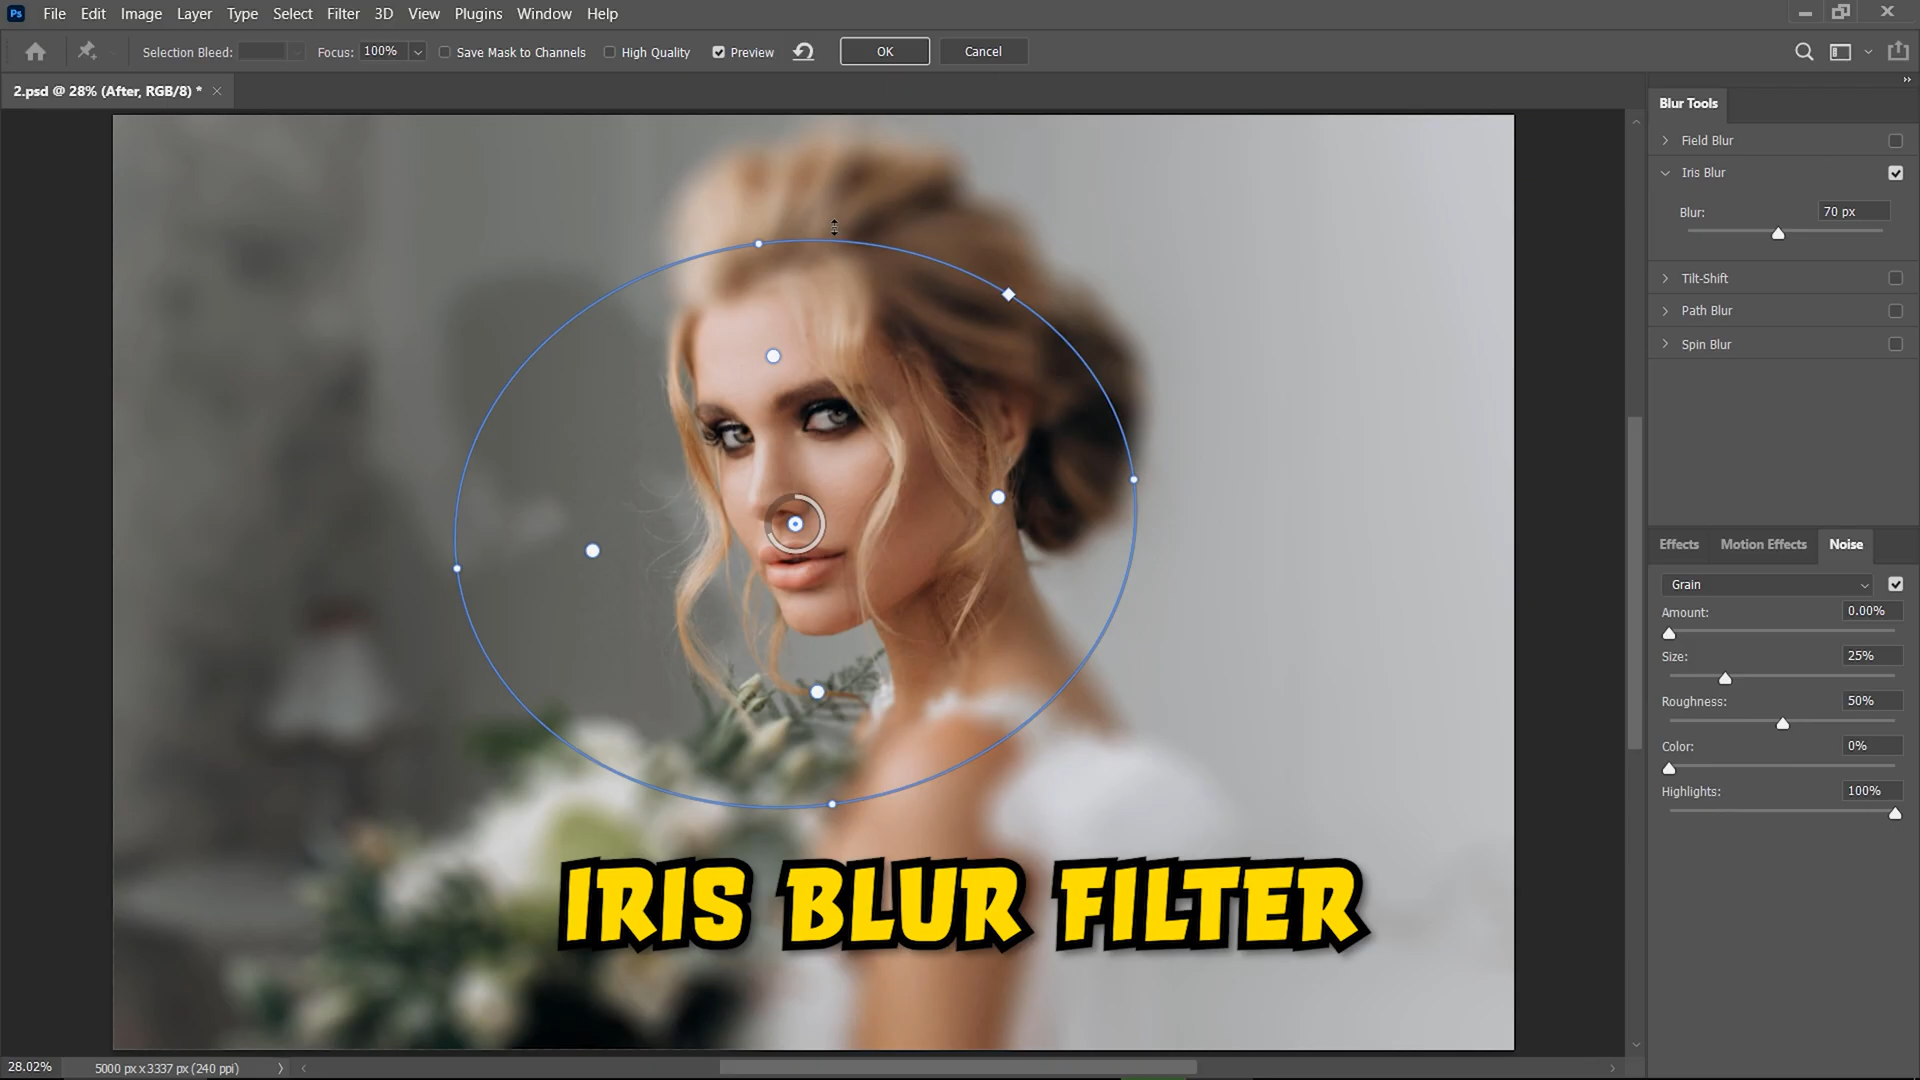 Ps File Edit Image Layer Type Select Filter 3D View Plugins Window Help
Selection Bleed: Focus: 100% Save Mask to Channels High Quality Preview OK Cancel
2.psd @ 28% (After, RGB/8) *
Blur Tools
Field Blur
Iris Blur
Blur: 70 px
Tilt-Shift
Path Blur
Spin Blur
Effects Motion Effects Noise
Grain
Amount: 0.00%
Size: 25%
Roughness: 50%
Color: 0%
Highlights: 100%
IRIS BLUR FILTER
28.02% 5000 px x 3337 px (240 ppi)